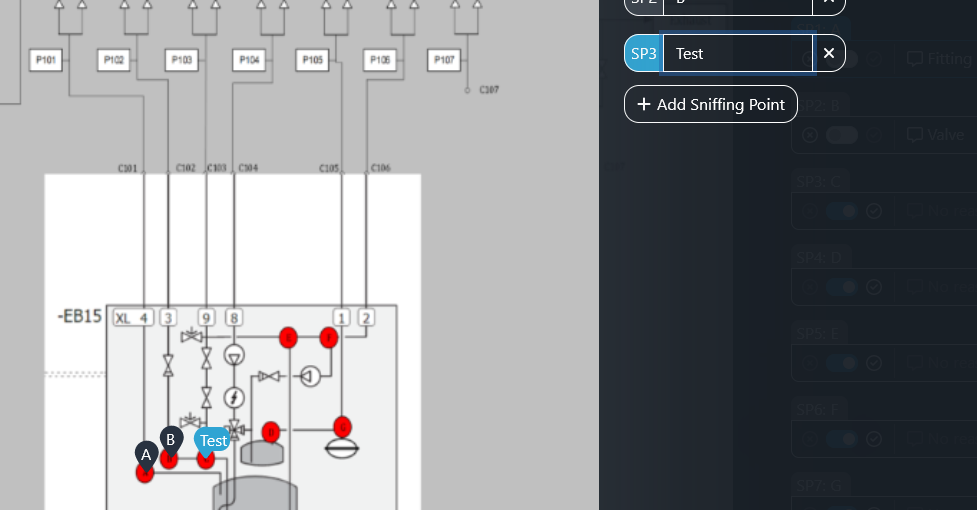 SP2
SP3 Test
+ Add Sniffing Point
P101 P102 P103 P104 P105 P106 P107
C107
C101 C102 C103 C104 C105 C106
-EB15 XL 4 3 9 8 1 2
D
G
A B Test
Fitting
SP2: B
Valve
SP3: C
SP4: D
SP5: E
SP6: F
SP7: G